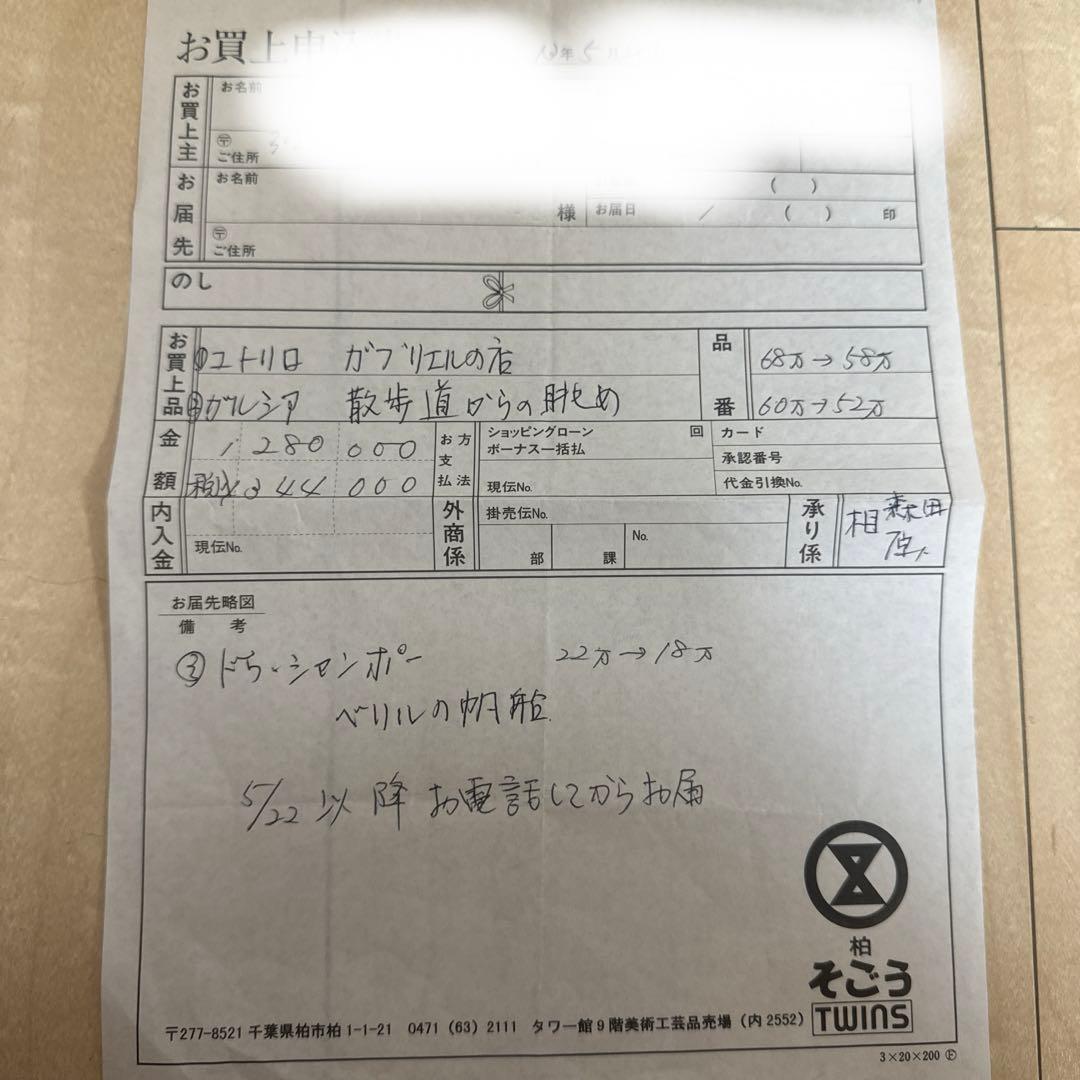 お買上申
年5月
お買上主
お名前
〒
ご住所
お届先
お名前
様
( )
お届日 / ( ) 印
〒
ご住所
のし
お買上品
①ユトリロ ガブリエルの店
②ガルシア 散歩道からの眺め
品番
68万→58万
60万→52万
金額
1 280 000
税込 344 000
お支払方法
ショッピングローン 回
ボーナス一括払
現伝No.
カード
承認番号
代金引換No.
内入金
現伝No.
外商係
掛売伝No.
部 課 No.
承り係
森田
相原
お届先略図
備考
③ドゥ・シャンポー 22万→18万
ベリルの帆船
5/22 以降 お電話してからお届
柏
そごう
TWINS
〒277-8521 千葉県柏市柏1-1-21 0471 (63) 2111 タワー館9階美術工芸品売場 (内2552)
3×20×200 Ⓕ